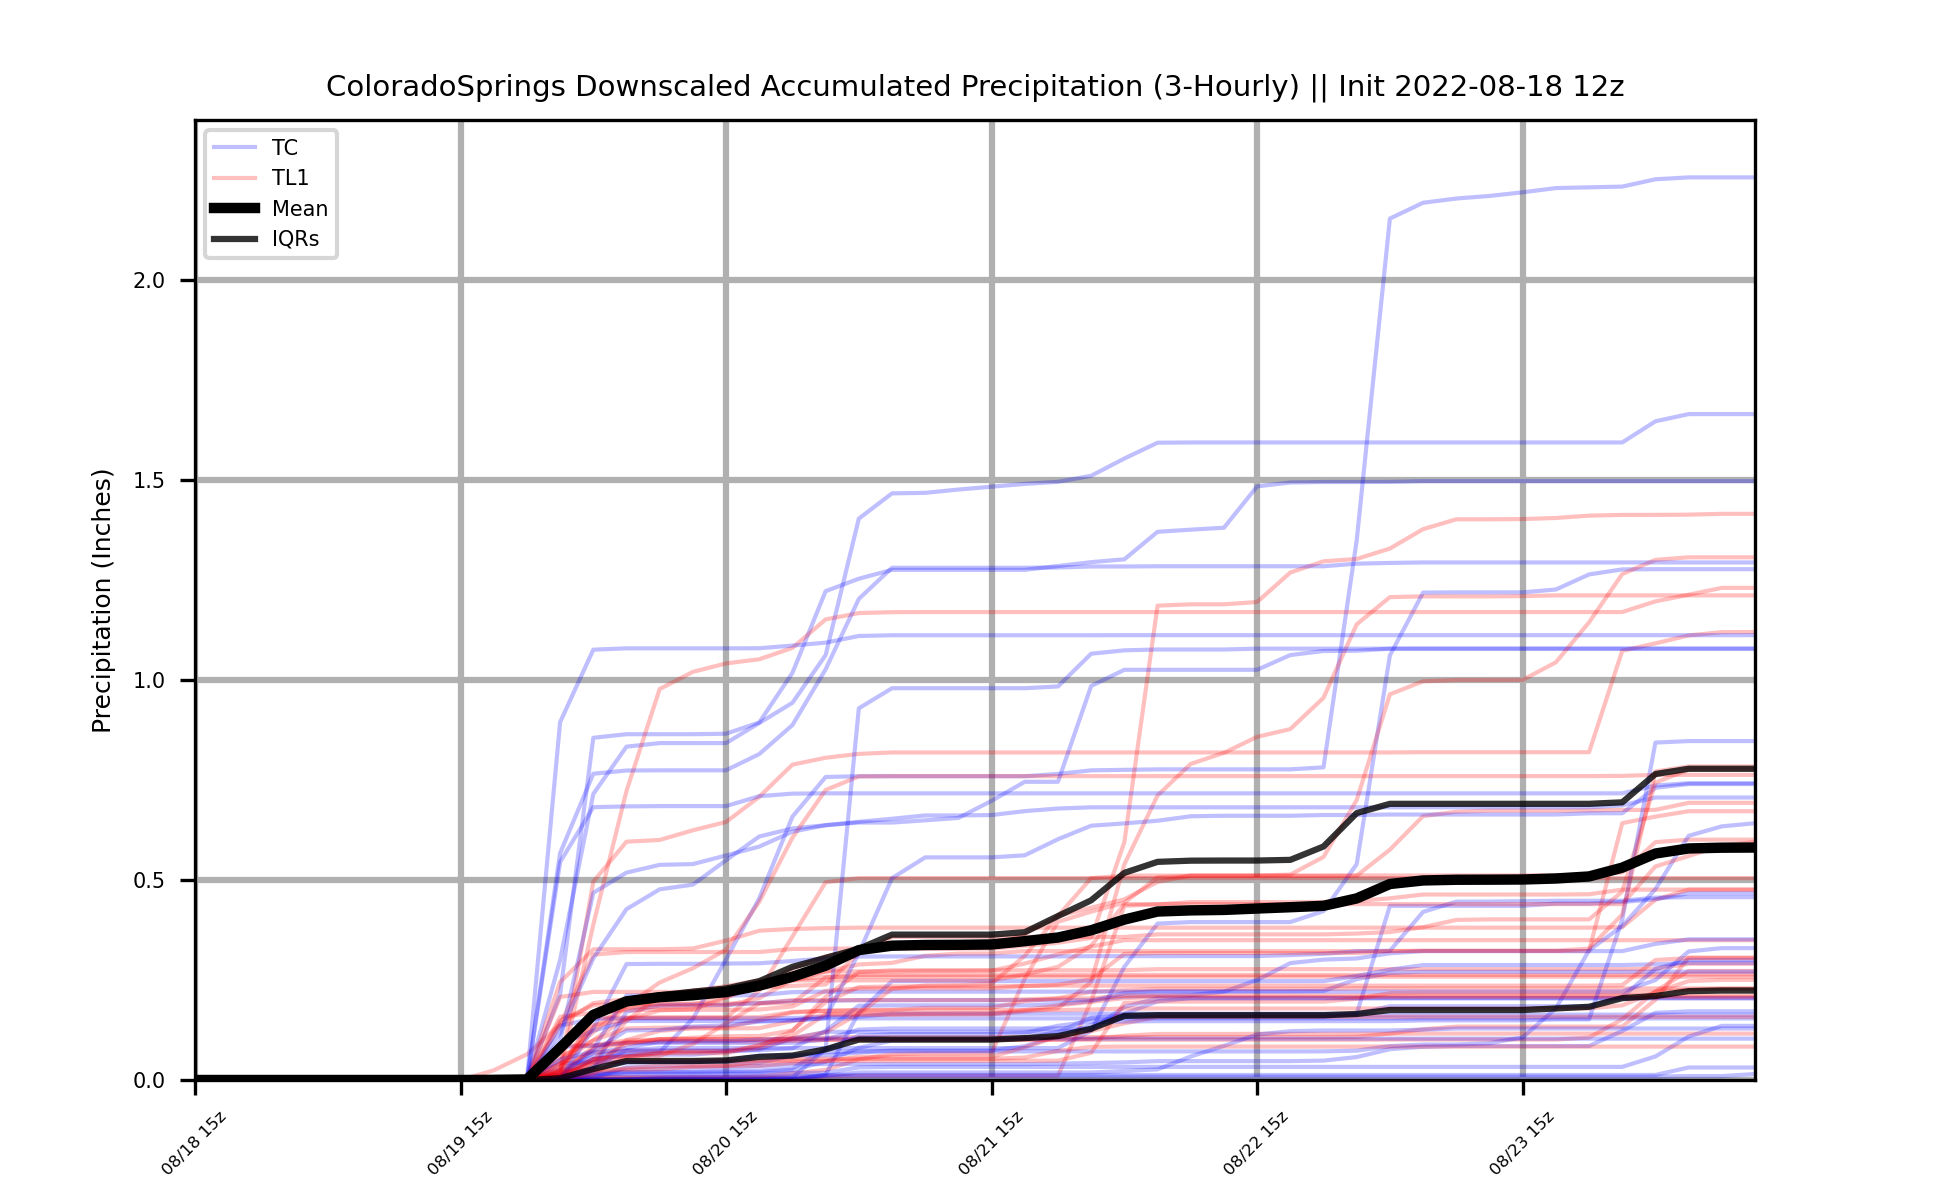 ColoradoSprings Downscaled Accumulated Precipitation (3-Hourly) || Init 2022-08-18 12z
TC
TL1
Mean
IQRs
Precipitation (Inches)
2.0
1.5
1.0
0.5
0.0
08/18 15z
08/19 15z
08/20 15z
08/21 15z
08/22 15z
08/23 15z